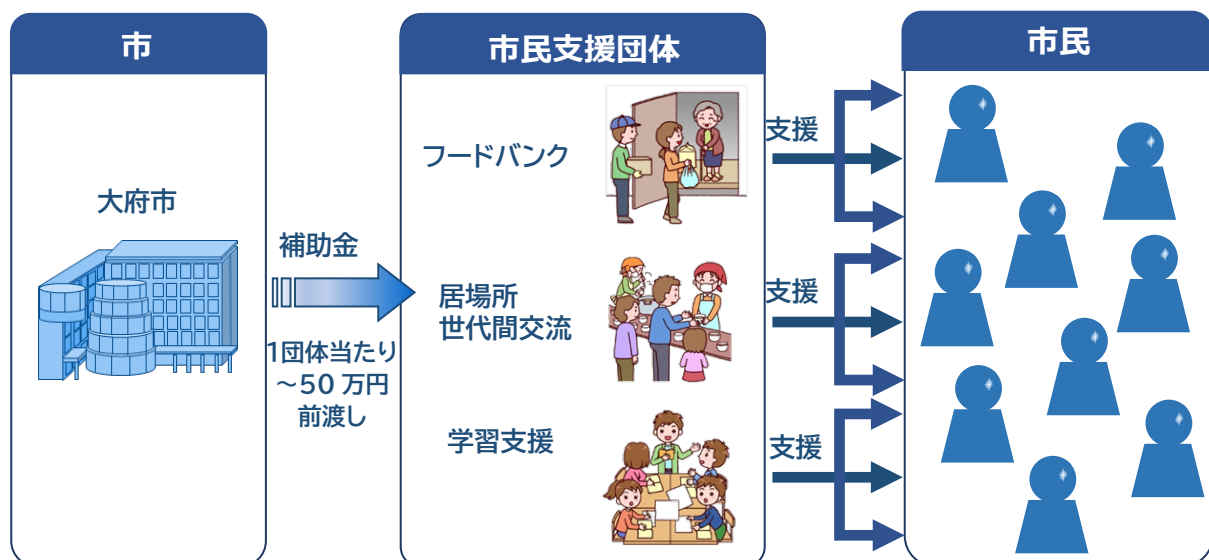 市
大府市
補助金
1団体当たり
～50 万円
前渡し
市民支援団体
フードバンク
居場所
世代間交流
学習支援
支援
支援
支援
市民